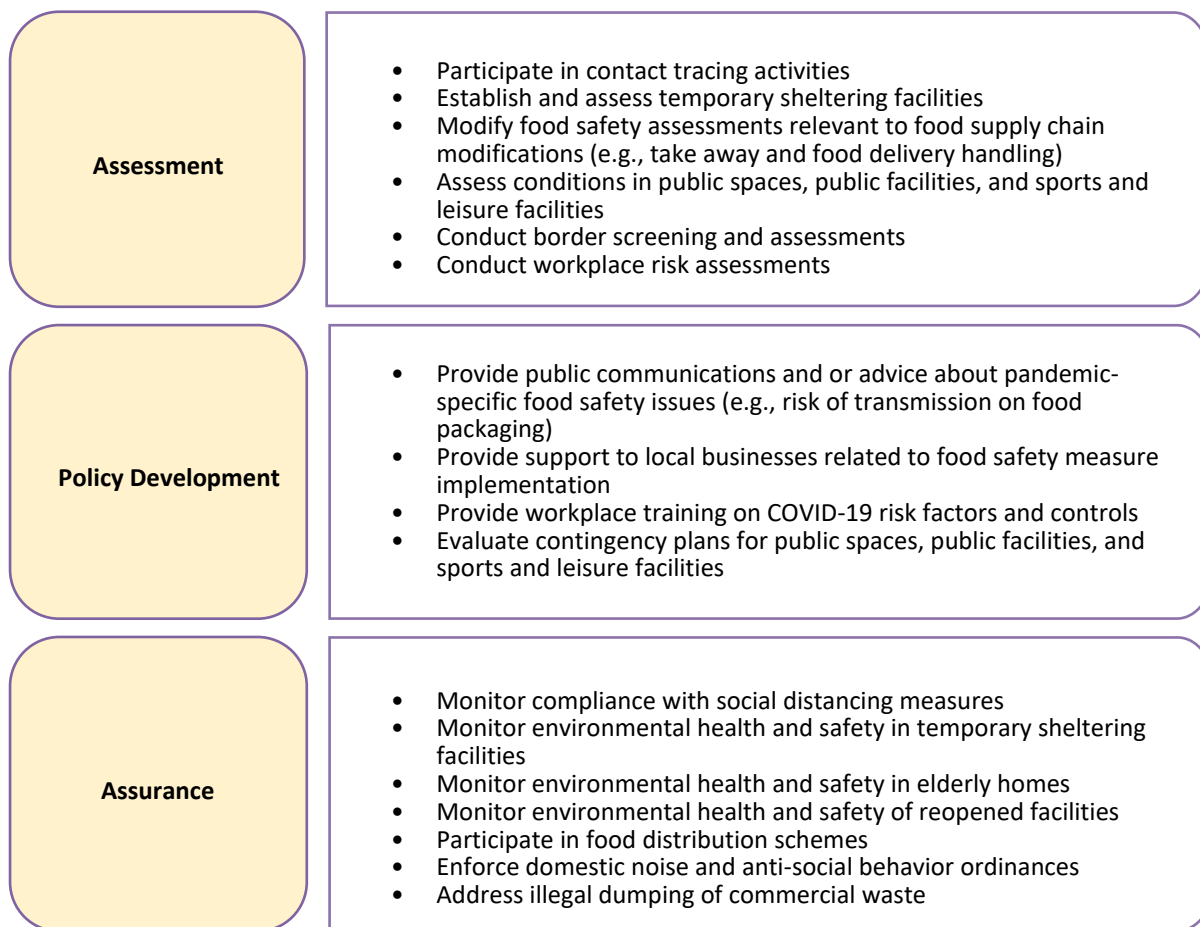 Assessment
• Participate in contact tracing activities
• Establish and assess temporary sheltering facilities
• Modify food safety assessments relevant to food supply chain
modifications (e.g., take away and food delivery handling)
• Assess conditions in public spaces, public facilities, and sports and
leisure facilities
• Conduct border screening and assessments
• Conduct workplace risk assessments
Policy Development
• Provide public communications and or advice about pandemic-
specific food safety issues (e.g., risk of transmission on food
packaging)
• Provide support to local businesses related to food safety measure
implementation
• Provide workplace training on COVID-19 risk factors and controls
• Evaluate contingency plans for public spaces, public facilities, and
sports and leisure facilities
Assurance
• Monitor compliance with social distancing measures
• Monitor environmental health and safety in temporary sheltering
facilities
• Monitor environmental health and safety in elderly homes
• Monitor environmental health and safety of reopened facilities
• Participate in food distribution schemes
• Enforce domestic noise and anti-social behavior ordinances
• Address illegal dumping of commercial waste